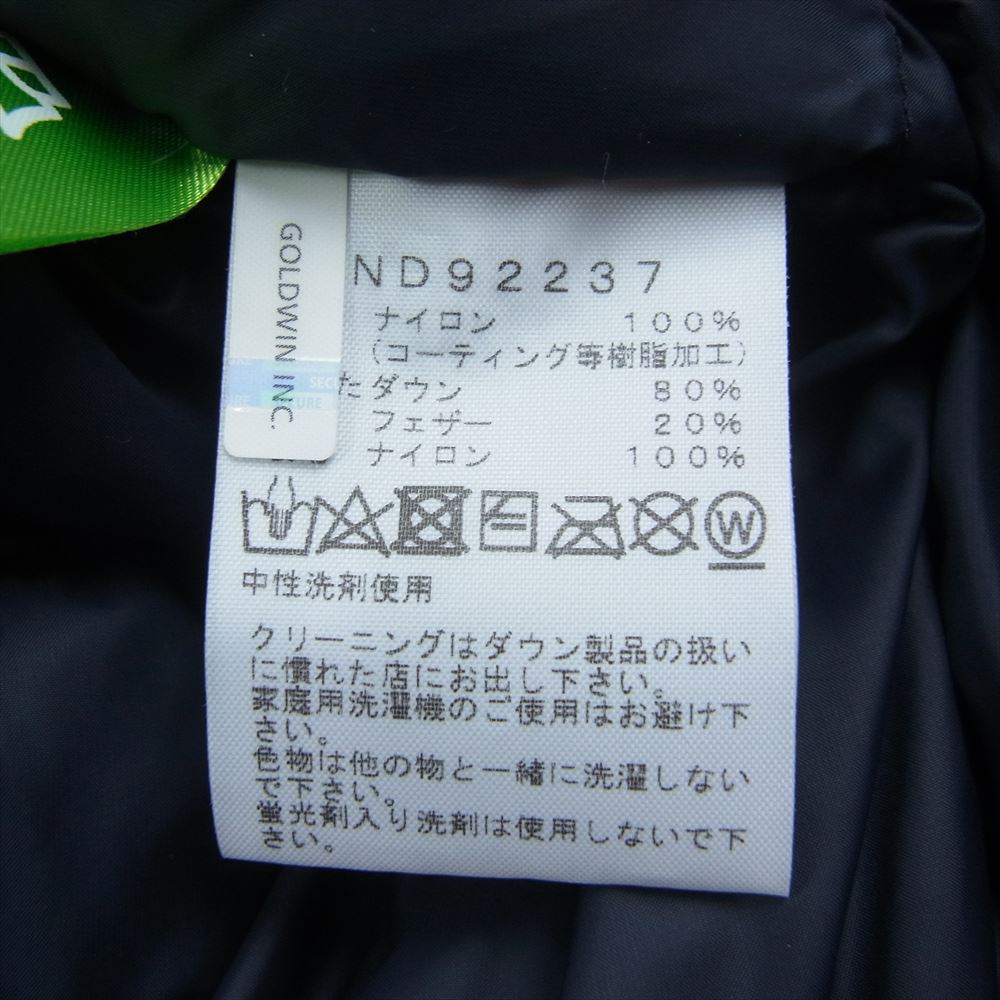 GOLDWIN INC.
SECURE
ND92237
ナイロン 100%
(コーティング等樹脂加工)
たダウン 80%
フェザー 20%
ナイロン 100%
W
中性洗剤使用
クリーニングはダウン製品の扱い
に慣れた店にお出し下さい。
家庭用洗濯機のご使用はお避け下
さい。
色物は他の物と一緒に洗濯しない
で下さい。
蛍光剤入り洗剤は使用しないで下
さい。